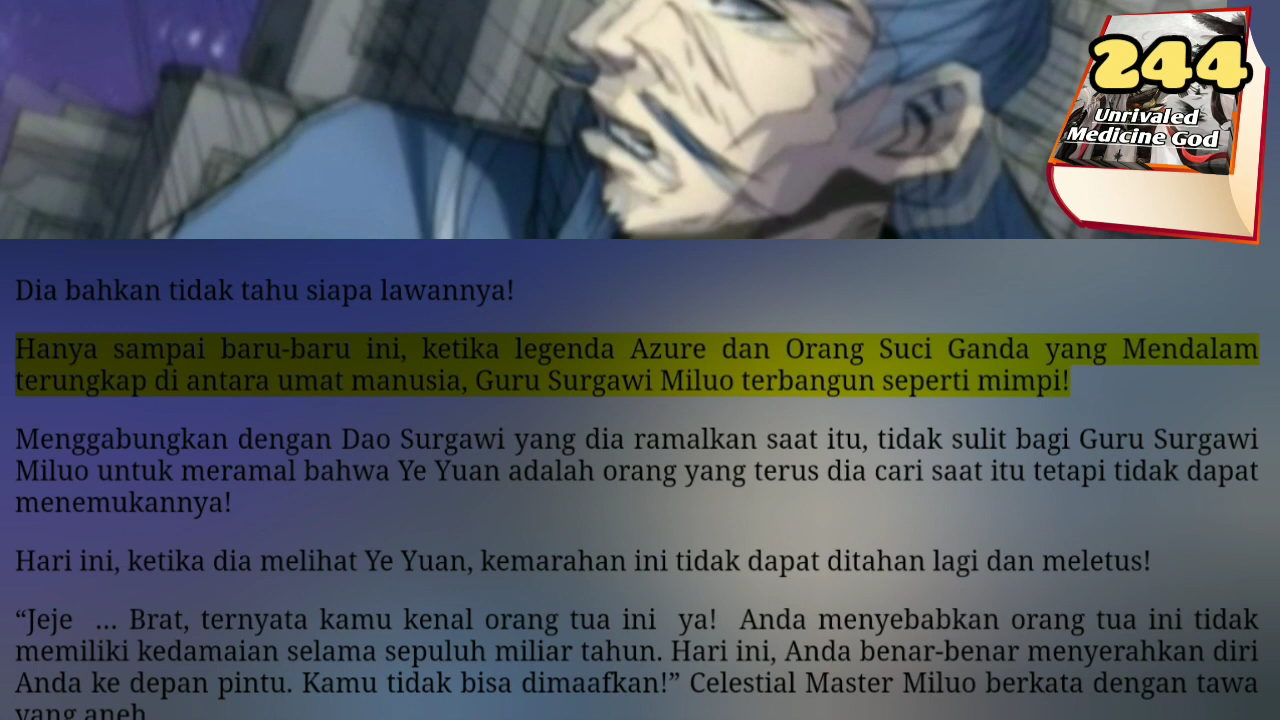 244
Unrivaled
Medicine God
Dia bahkan tidak tahu siapa lawannya!
Hanya sampai baru-baru ini, ketika legenda Azure dan Orang Suci Ganda yang Mendalam
terungkap di antara umat manusia, Guru Surgawi Miluo terbangun seperti mimpi!
Menggabungkan dengan Dao Surgawi yang dia ramalkan saat itu, tidak sulit bagi Guru Surgawi
Miluo untuk meramal bahwa Ye Yuan adalah orang yang terus dia cari saat itu tetapi tidak dapat
menemukannya!
Hari ini, ketika dia melihat Ye Yuan, kemarahan ini tidak dapat ditahan lagi dan meletus!
“Jeje … Brat, ternyata kamu kenal orang tua ini ya! Anda menyebabkan orang tua ini tidak
memiliki kedamaian selama sepuluh miliar tahun. Hari ini, Anda benar-benar menyerahkan diri
Anda ke depan pintu. Kamu tidak bisa dimaafkan!” Celestial Master Miluo berkata dengan tawa
yang aneh